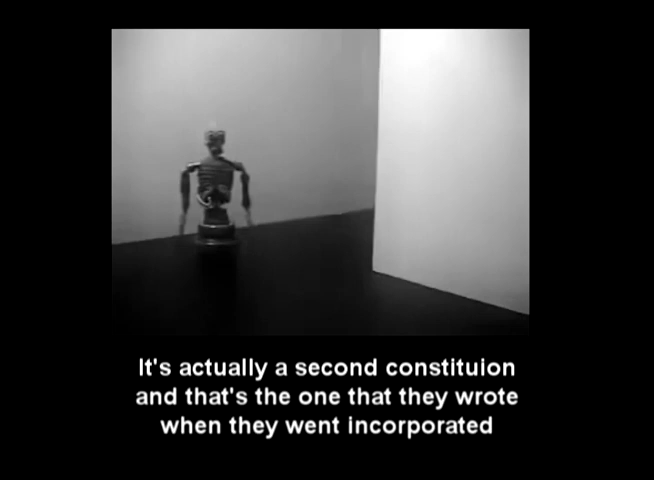 It's actually a second constituion
and that's the one that they wrote
when they went incorporated